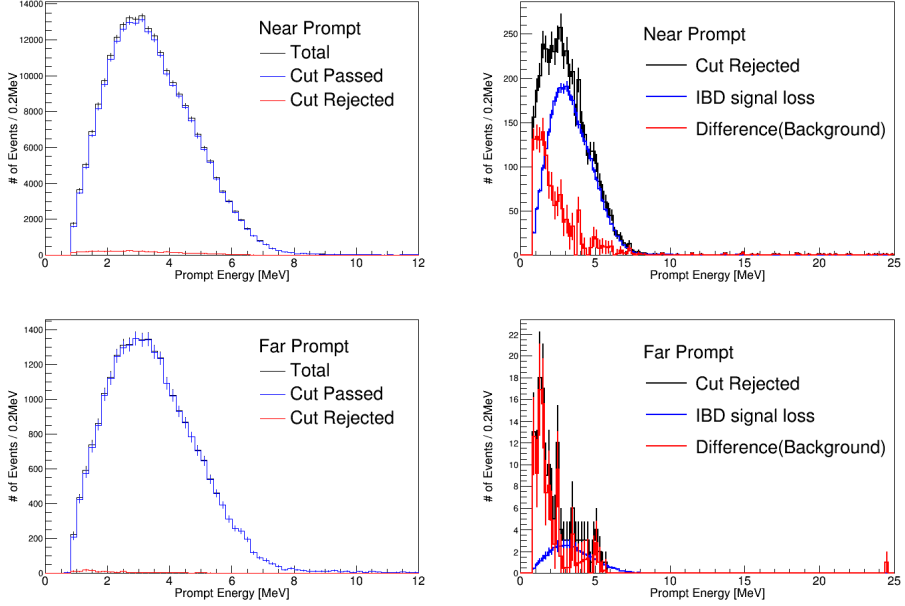 Near Prompt
Total
Cut Passed
Cut Rejected
# of Events / 0.2MeV
14000
12000
10000
8000
6000
4000
2000
0
0 2 4 6 8 10 12
Prompt Energy [MeV]
Near Prompt
Cut Rejected
IBD signal loss
Difference(Background)
# of Events / 0.2MeV
250
200
150
100
50
0
0 5 10 15 20 25
Prompt Energy [MeV]
Far Prompt
Total
Cut Passed
Cut Rejected
# of Events / 0.2MeV
1400
1200
1000
800
600
400
200
0
0 2 4 6 8 10 12
Prompt Energy [MeV]
Far Prompt
Cut Rejected
IBD signal loss
Difference(Background)
# of Events / 0.2MeV
22
20
18
16
14
12
10
8
6
4
2
0
0 5 10 15 20 25
Prompt Energy [MeV]